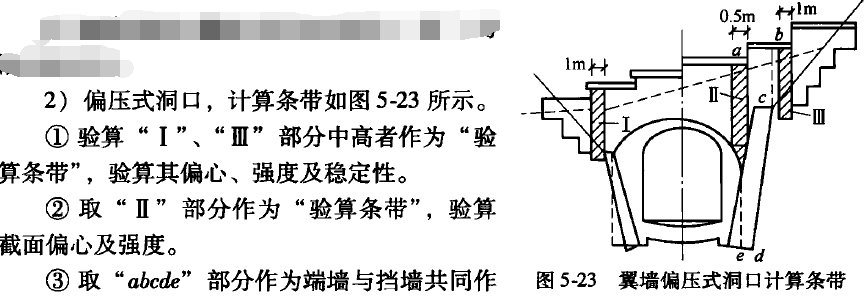 2）偏压式洞口，计算条带如图5-23所示。
①验算“Ⅰ”、“Ⅲ”部分中高者作为“验
算条带”，验算其偏心、强度及稳定性。
②取“Ⅱ”部分作为“验算条带”，验算
截面偏心及强度。
③取“abcde”部分作为端墙与挡墙共同作
1m
0.5m
1m
a
b
c
Ⅰ
Ⅱ
Ⅲ
e
d
图5-23 翼墙偏压式洞口计算条带